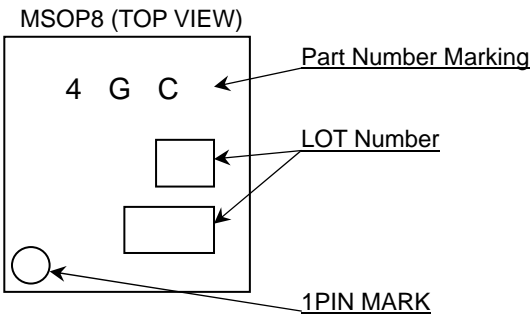 MSOP8 (TOP VIEW)
Part Number Marking
4 G C
LOT Number
1PIN MARK